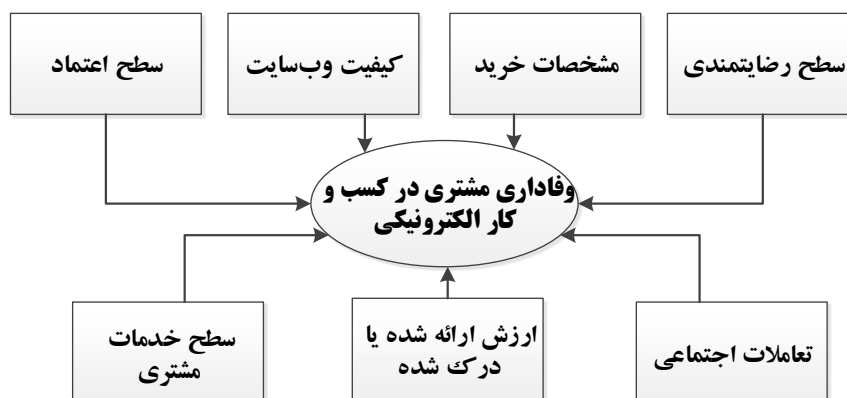 سطح رضایتمندی
مشخصات خرید
کیفیت وب‌سایت
سطح اعتماد
وفاداری مشتری در کسب و
کار الکترونیکی
تعاملات اجتماعی
ارزش ارائه شده یا
درک شده
سطح خدمات
مشتری